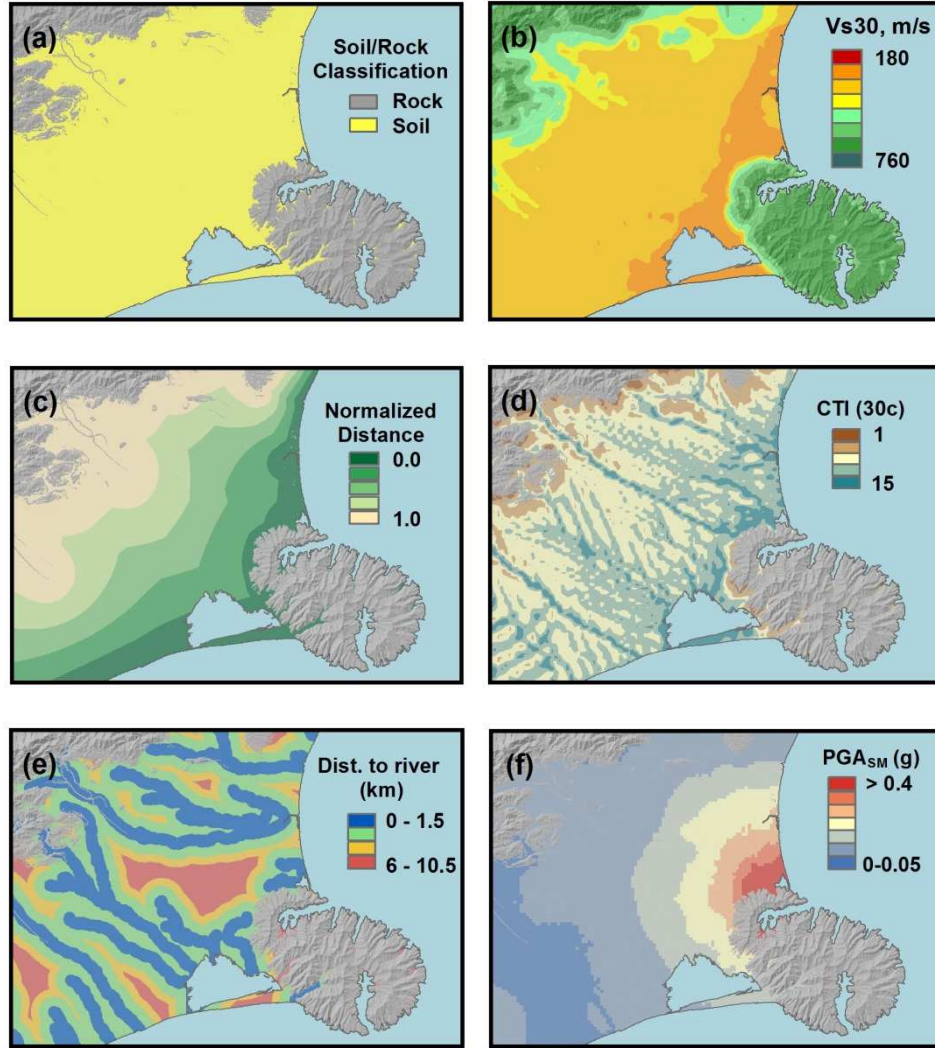 (a)
Soil/Rock
Classification
Rock
Soil
(b)
Vs30, m/s
180
760
(c)
Normalized
Distance
0.0
1.0
(d)
CTI (30c)
1
15
(e)
Dist. to river
(km)
0 - 1.5
6 - 10.5
(f)
PGASM (g)
> 0.4
0-0.05